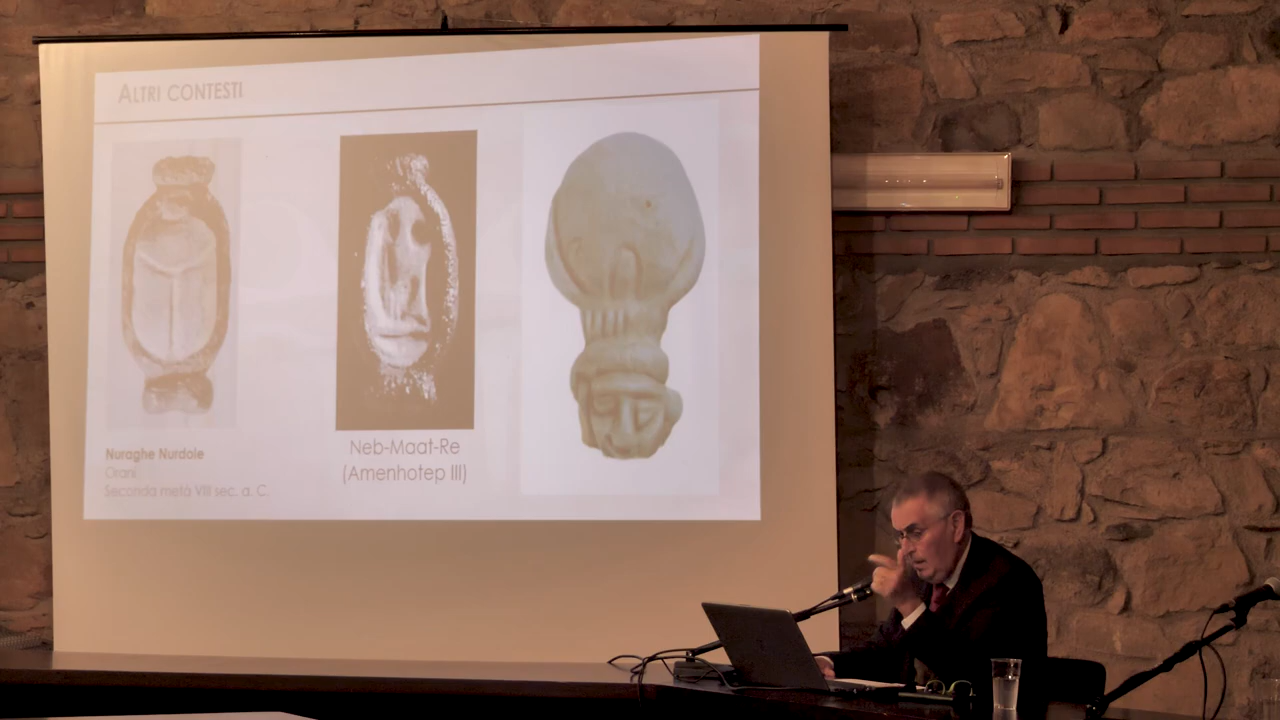 ALTRI CONTESTI
Nuraghe Nurdole
Orani
Seconda metà VIII sec. a. C.
Neb-Maat-Re
(Amenhotep III)